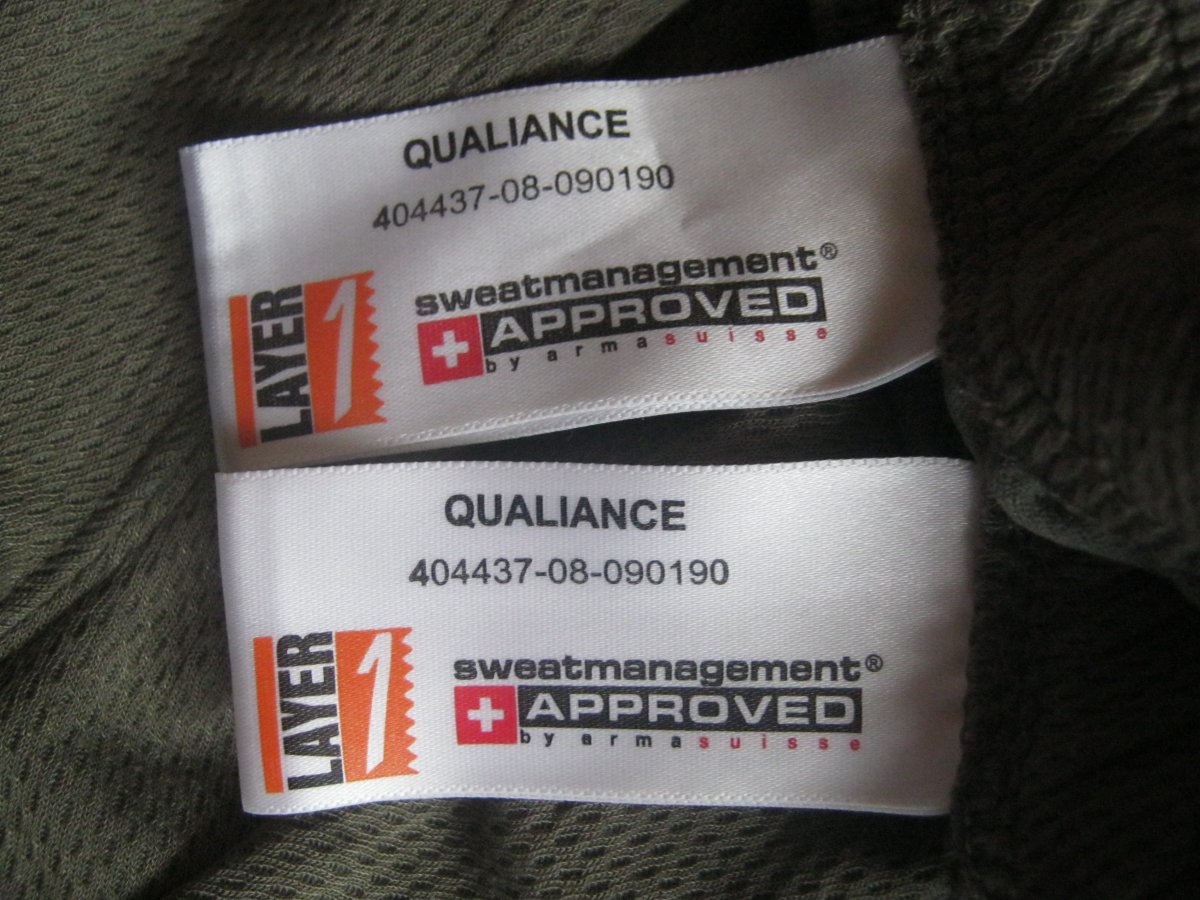 QUALIANCE
404437-08-090190
LAYER 1
sweatmanagement®
APPROVED
by armasuisse
QUALIANCE
404437-08-090190
LAYER 1
sweatmanagement®
APPROVED
by armasuisse